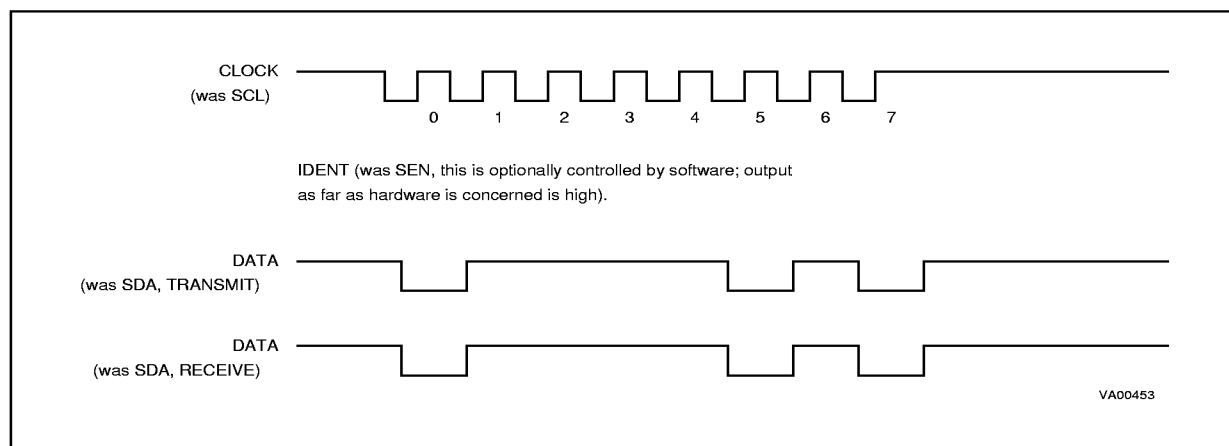 CLOCK
(was SCL)
0 1 2 3 4 5 6 7
IDENT (was SEN, this is optionally controlled by software; output
as far as hardware is concerned is high).
DATA
(was SDA, TRANSMIT)
DATA
(was SDA, RECEIVE)
VA00453